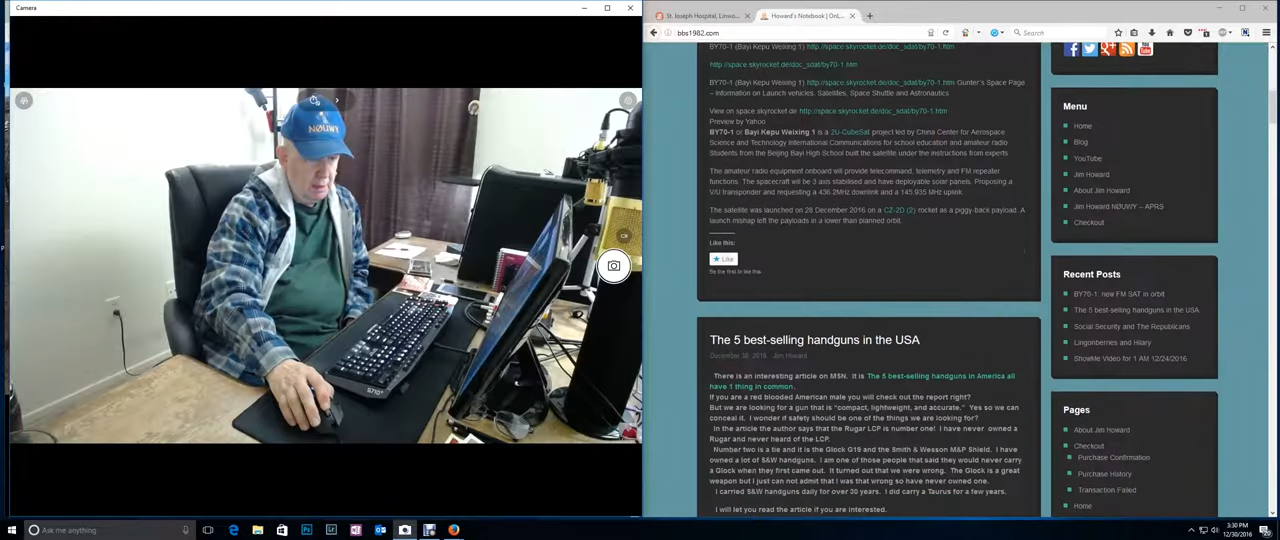 Camera
NØUWY
S710+
St. Joseph Hospital, Linwo...
Howard's Notebook | OnL...
bbs1982.com
Search
BY70-1 (Bayi Kepu Weixing 1) http://space.skyrocket.de/doc_sdat/by70-1.htm
http://space.skyrocket.de/doc_sdat/by70-1.htm
BY70-1 (Bayi Kepu Weixing 1) http://space.skyrocket.de/doc_sdat/by70-1.htm Gunter's Space Page
– Information on Launch vehicles, Satellites, Space Shuttle and Astronautics
View on space.skyrocket.de http://space.skyrocket.de/doc_sdat/by70-1.htm
Preview by Yahoo
BY70-1 or Bayi Kepu Weixing 1 is a 2U-CubeSat project led by China Center for Aerospace
Science and Technology International Communications for school education and amateur radio
Students from the Beijing Bayi High School built the satellite under the instructions from experts
The amateur radio equipment onboard will provide telecommand, telemetry and FM repeater
functions. The spacecraft will be 3 axis stabilised and have deployable solar panels. Proposing a
V/U transponder and requesting a 436.2MHz downlink and a 145.935 MHz uplink.
The satellite was launched on 28 December 2016 on a CZ-2D (2) rocket as a piggy-back payload. A
launch mishap left the payloads in a lower than planned orbit.
Like this:
Like
Be the first to like this.
The 5 best-selling handguns in the USA
December 30, 2016 Jim Howard
There is an interesting article on MSN. It is The 5 best-selling handguns in America all
have 1 thing in common.
If you are a red blooded American male you will check out the report right?
But we are looking for a gun that is "compact, lightweight, and accurate." Yes so we can
conceal it. I wonder if safety should be one of the things we are looking for?
In the article the author says that the Rugar LCP is number one! I have never owned a
Rugar and never heard of the LCP.
Number two is a tie and it is the Glock G19 and the Smith & Wesson M&P Shield. I have
owned a lot of S&W handguns. I am one of those people that said they would never carry
a Glock when they first came out. It turned out that we were wrong. The Glock is a great
weapon but I just can not admit that I was that wrong so have never owned one.
I carried S&W handguns daily for over 30 years. I did carry a Taurus for a few years.
I will let you read the article if you are interested.
Menu
Home
Blog
YouTube
Jim Howard
About Jim Howard
Jim Howard NØUWY – APRS
Checkout
Recent Posts
BY70-1: new FM SAT in orbit
The 5 best-selling handguns in the USA
Social Security and The Republicans
Lingonberries and Hilary
ShowMe Video for 1 AM 12/24/2016
Pages
About Jim Howard
Checkout
Purchase Confirmation
Purchase History
Transaction Failed
Home
Ask me anything
3:30 PM
12/30/2016